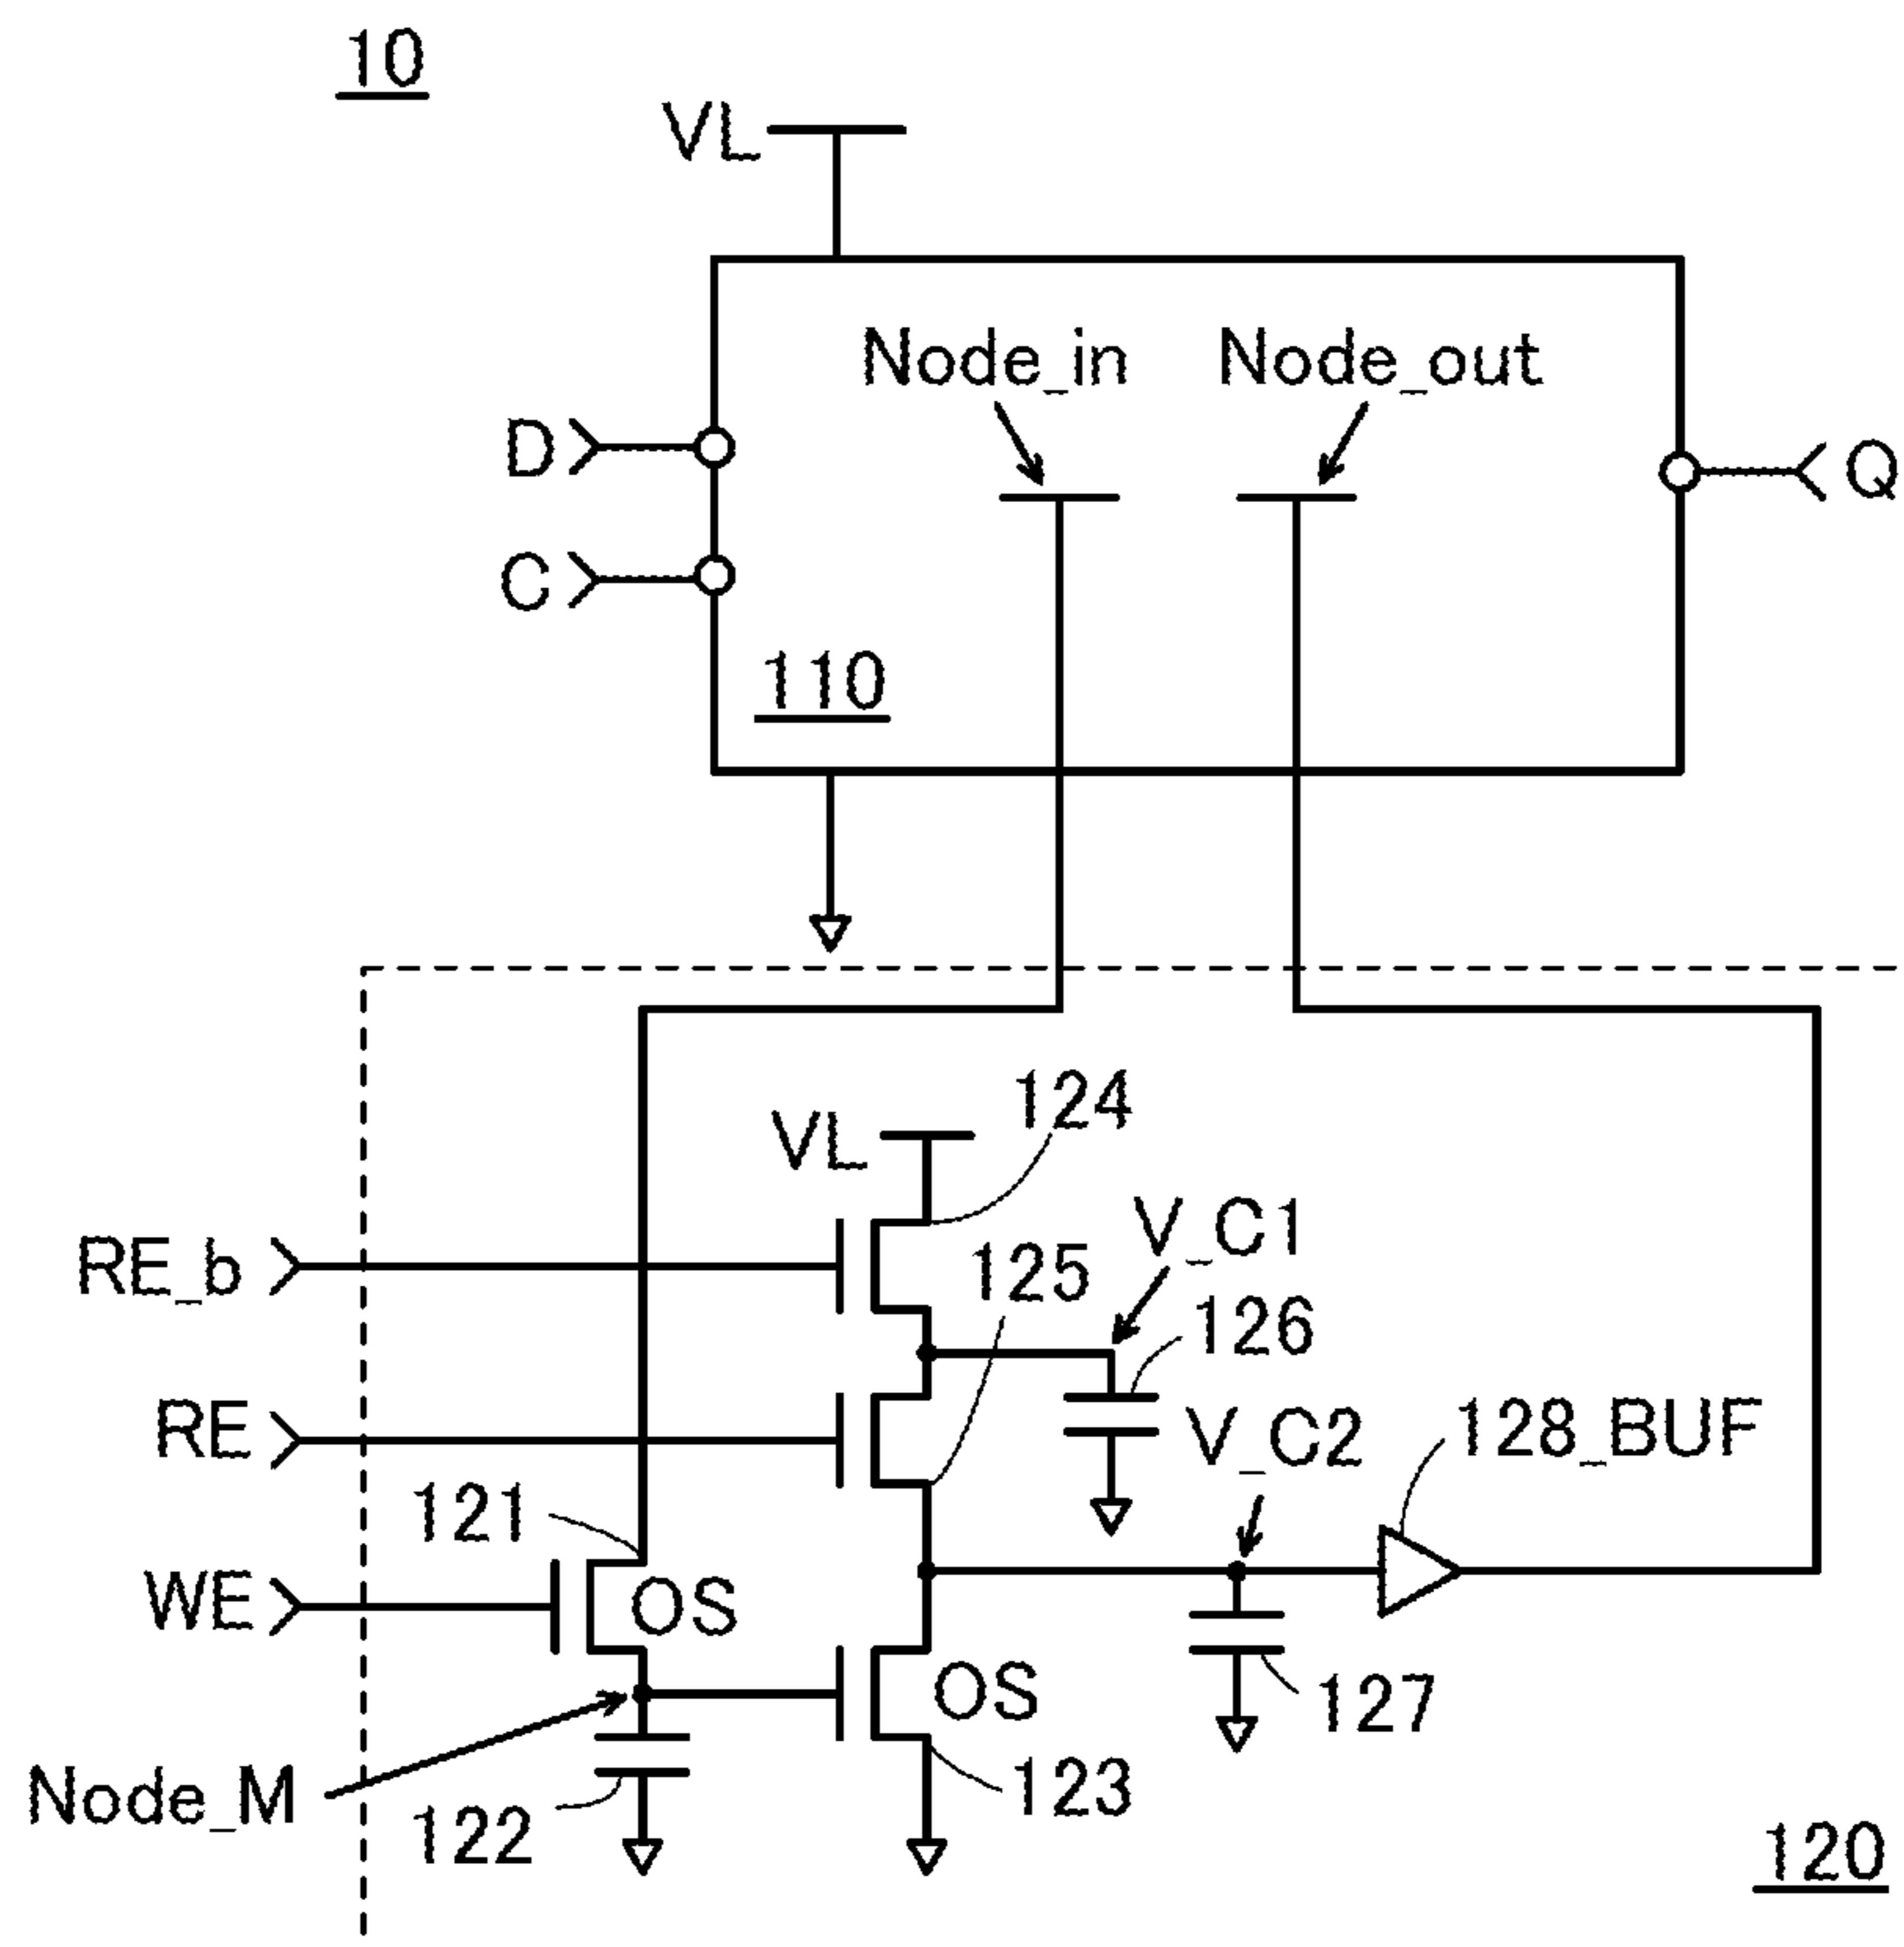 10
VL
Node_in
Node_out
D
Q
C
110
124
VL
V_C1
RE_b
125
126
RE
V_C2
128_BUF
121
WE
OS
OS
127
Node_M
123
122
120